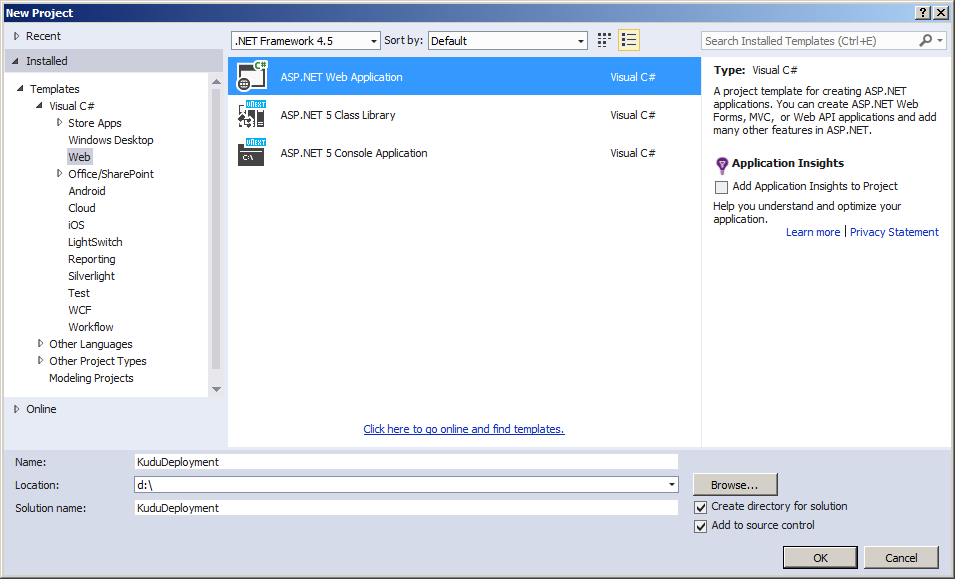 New Project
Recent
.NET Framework 4.5 Sort by: Default
Search Installed Templates (Ctrl+E)
Installed
Templates
Visual C#
Store Apps
Windows Desktop
Web
Office/SharePoint
Android
Cloud
iOS
LightSwitch
Reporting
Silverlight
Test
WCF
Workflow
Other Languages
Other Project Types
Modeling Projects
Online
C#
ASP.NET Web Application Visual C#
vNEXT
ASP.NET 5 Class Library Visual C#
vNEXT
C:\
ASP.NET 5 Console Application Visual C#
Click here to go online and find templates.
Type: Visual C#
A project template for creating ASP.NET
applications. You can create ASP.NET Web
Forms, MVC, or Web API applications and add
many other features in ASP.NET.
Application Insights
Add Application Insights to Project
Help you understand and optimize your
application.
Learn more | Privacy Statement
Name: KuduDeployment
Location: d:\ Browse...
Solution name: KuduDeployment
Create directory for solution
Add to source control
OK Cancel